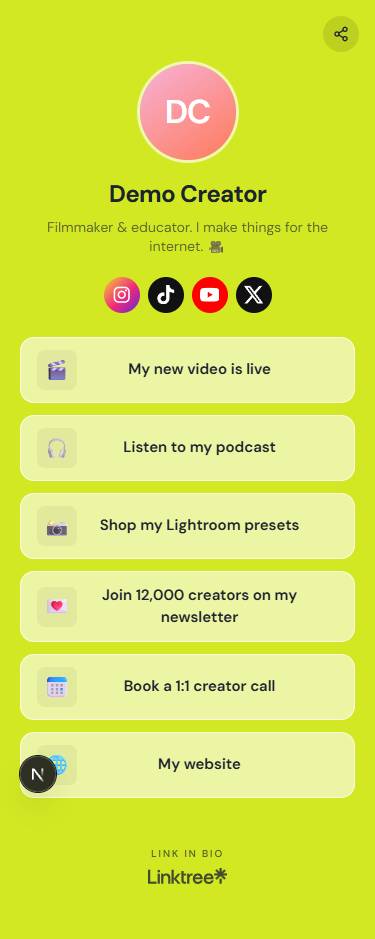 DC
Demo Creator
Filmmaker & educator. I make things for the
internet. 🎥
My new video is live
Listen to my podcast
Shop my Lightroom presets
Join 12,000 creators on my
newsletter
Book a 1:1 creator call
N
My website
LINK IN BIO
Linktree